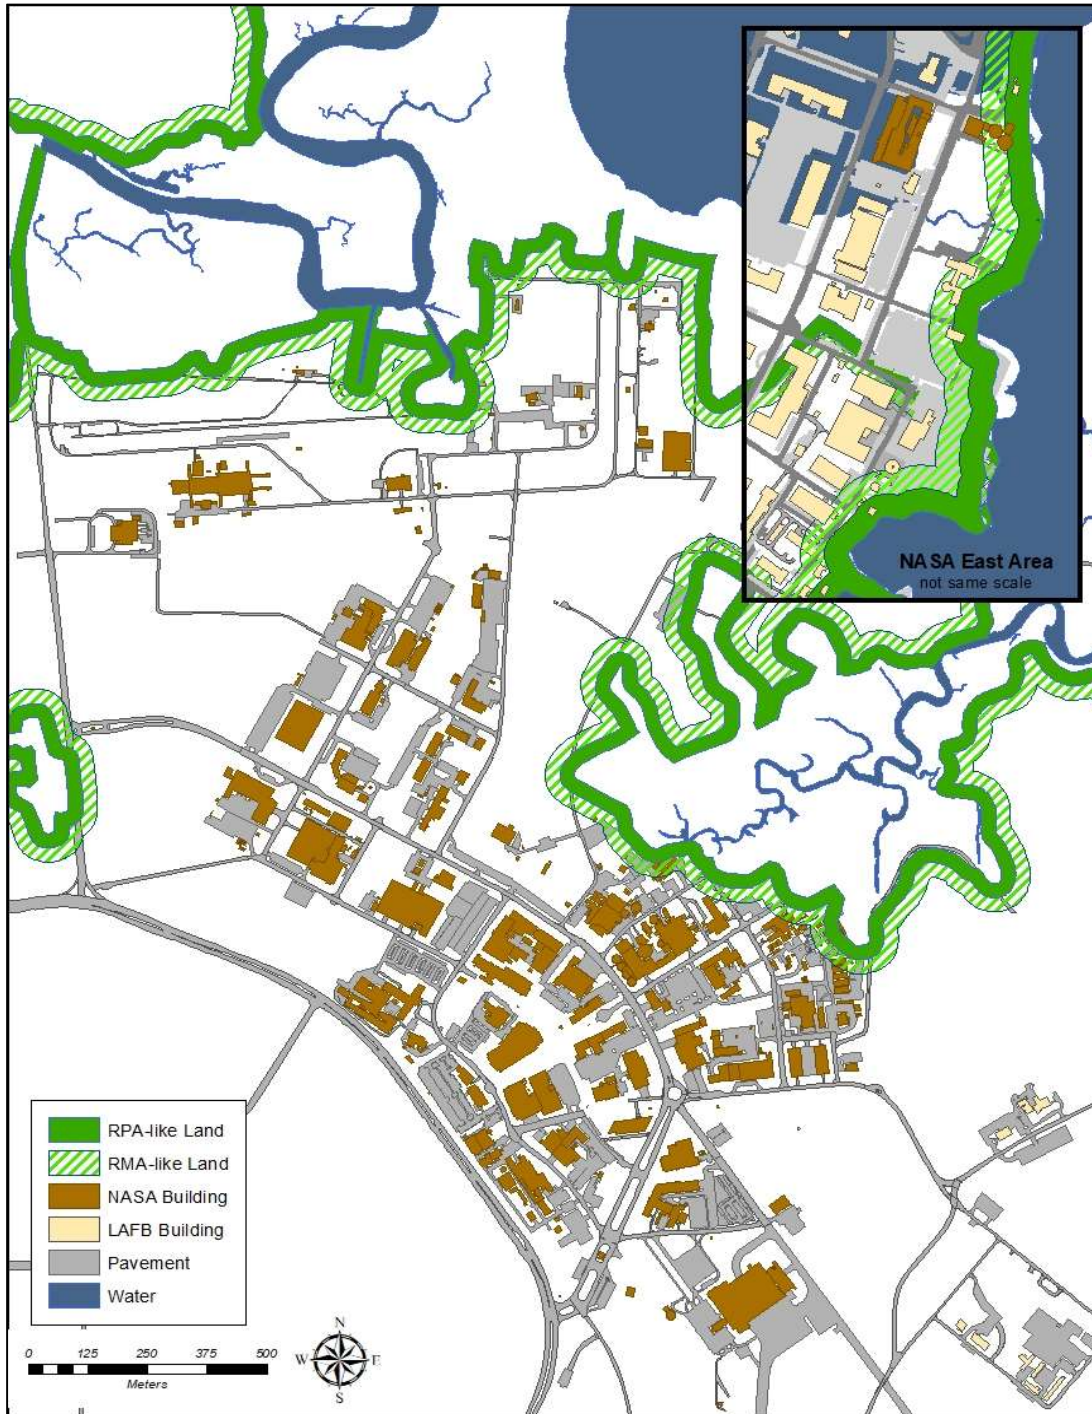 NASA East Area
not same scale
RPA-like Land
RMA-like Land
NASA Building
LAFB Building
Pavement
Water
N
W E
S
0 125 250 375 500
Meters